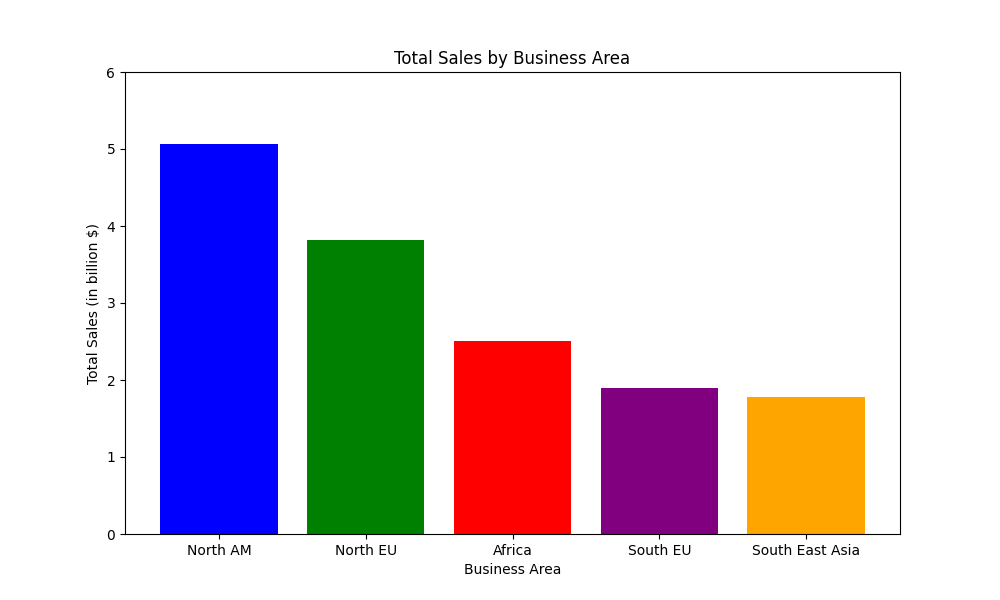 Total Sales by Business Area
Total Sales (in billion $)
6
5
4
3
2
1
0
North AM North EU Africa South EU South East Asia
Business Area